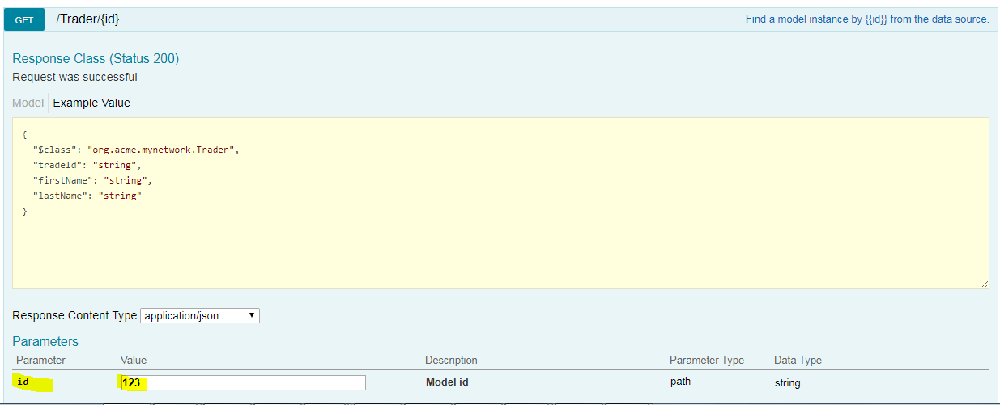 GET /Trader/{id} Find a model instance by {{id}} from the data source.
Response Class (Status 200)
Request was successful
Model Example Value
{
"$class": "org.acme.mynetwork.Trader",
"tradeId": "string",
"firstName": "string",
"lastName": "string"
}
Response Content Type application/json
Parameters
Parameter Value Description Parameter Type Data Type
id 123 Model id path string